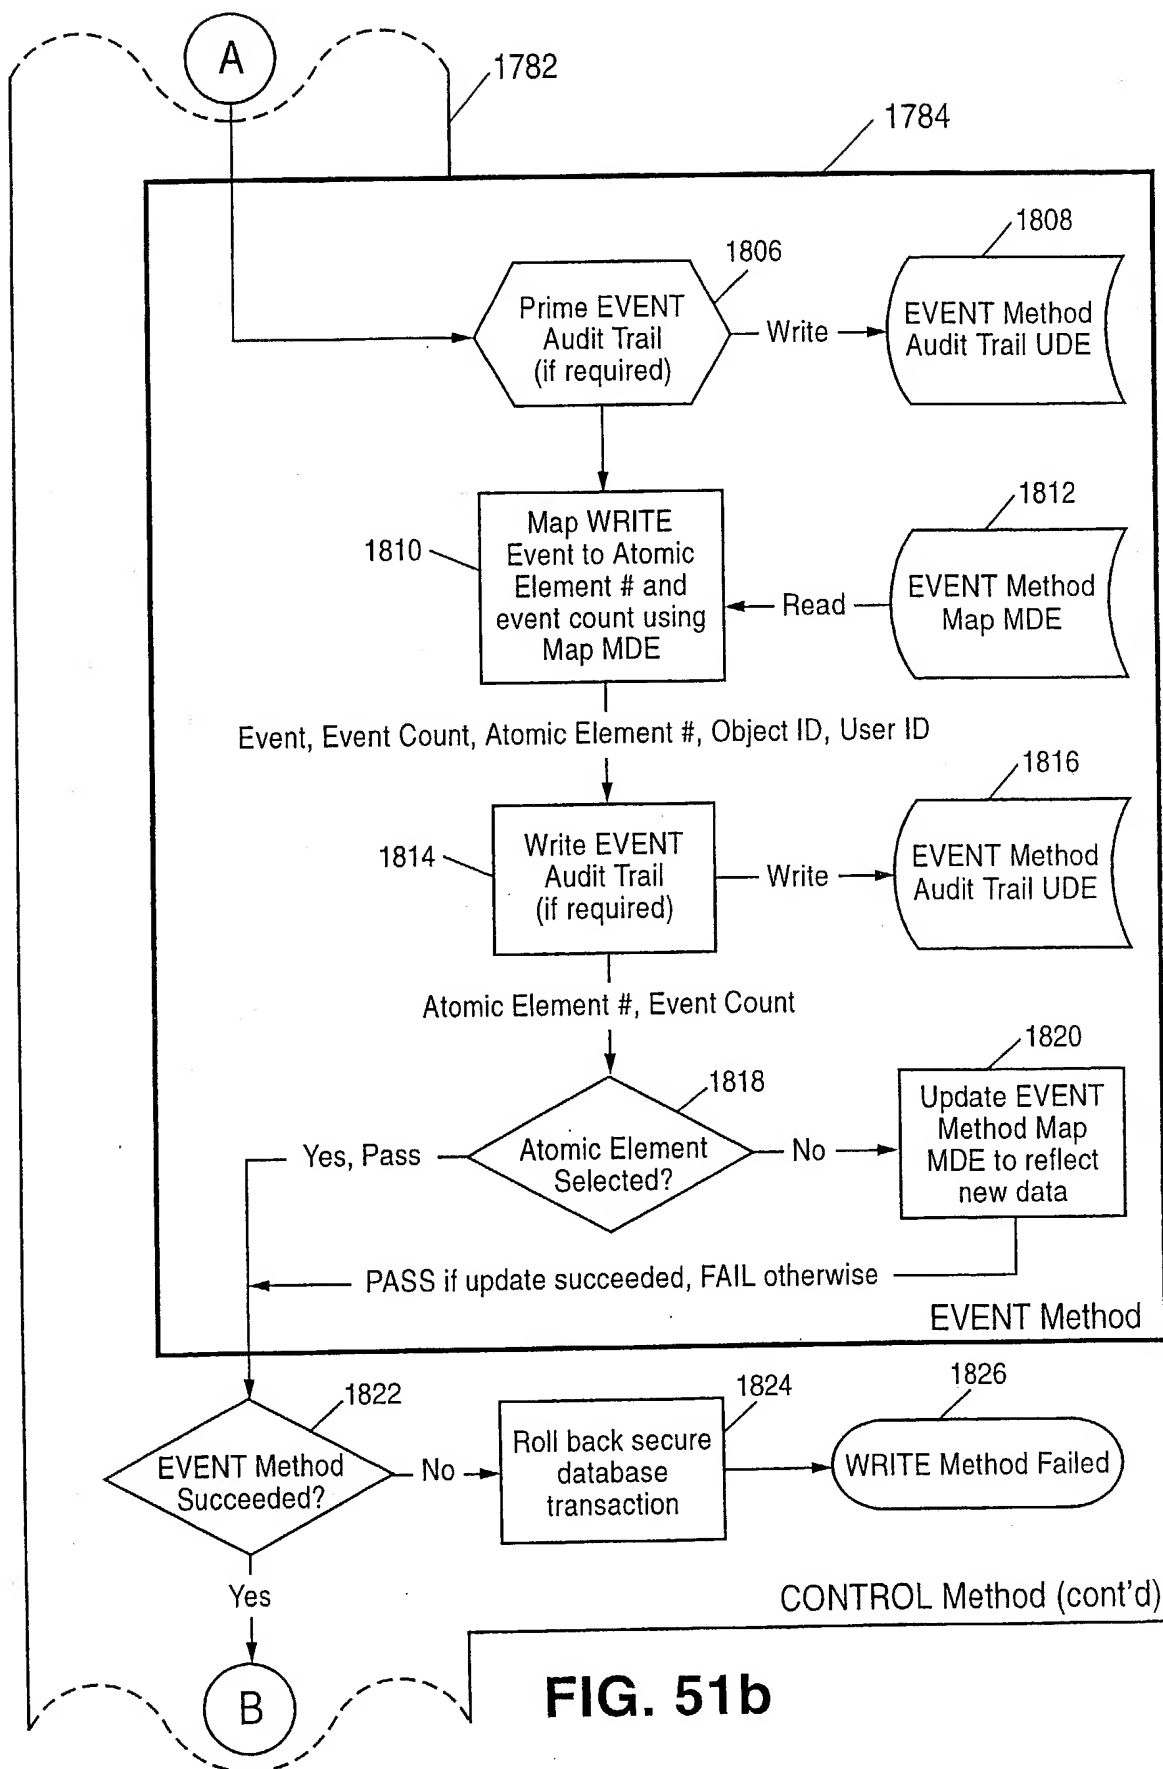 A
1782
1784
1808
1806
Prime EVENT
Audit Trail
(if required)
Write
EVENT Method
Audit Trail UDE
1812
1810
Map WRITE
Event to Atomic
Element # and
event count using
Map MDE
Read
EVENT Method
Map MDE
Event, Event Count, Atomic Element #, Object ID, User ID
1816
1814
Write EVENT
Audit Trail
(if required)
Write
EVENT Method
Audit Trail UDE
Atomic Element #, Event Count
1820
1818
Yes, Pass
Atomic Element
Selected?
No
Update EVENT
Method Map
MDE to reflect
new data
PASS if update succeeded, FAIL otherwise
EVENT Method
1822
1824
1826
EVENT Method
Succeeded?
No
Roll back secure
database
transaction
WRITE Method Failed
Yes
CONTROL Method (cont'd)
B
FIG. 51b